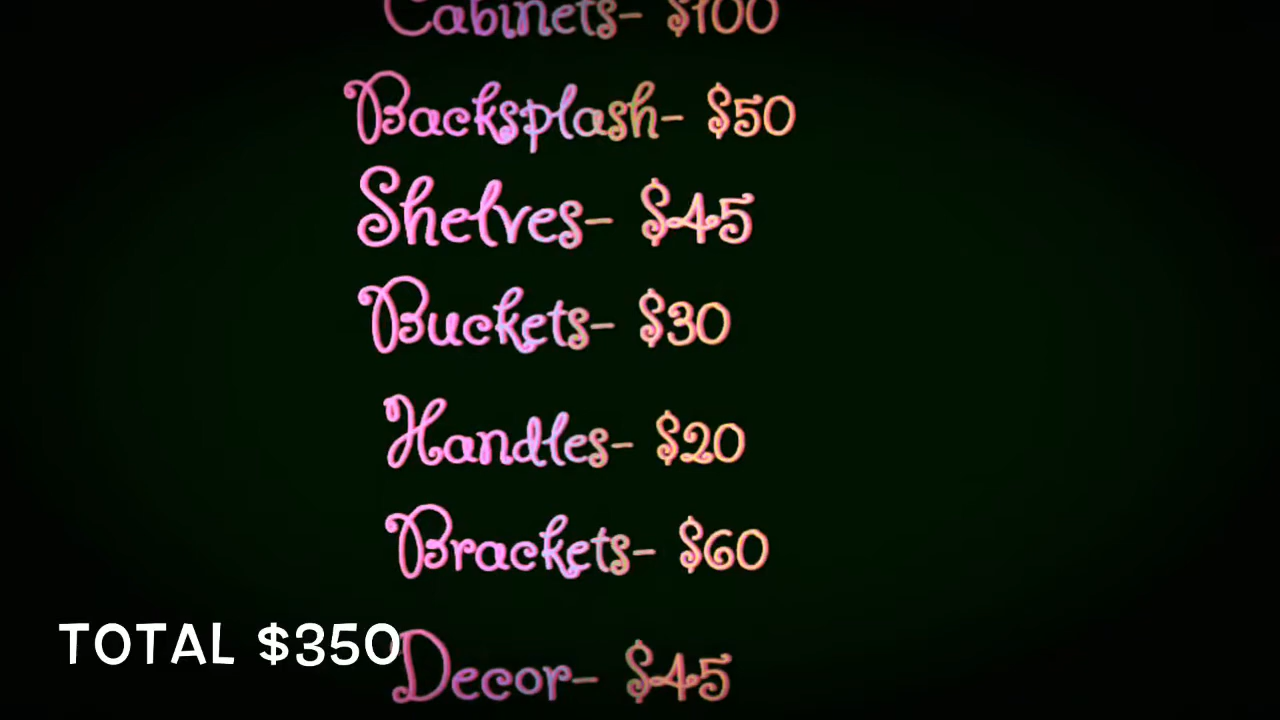 Cabinets- $100
Backsplash- $50
Shelves- $45
Buckets- $30
Handles- $20
Brackets- $60
TOTAL $350
Decor- $45